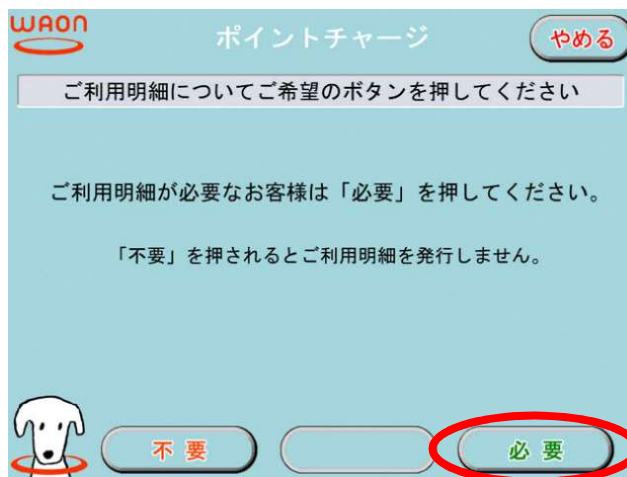 WAON
ポイントチャージ
やめる
ご利用明細についてご希望のボタンを押してください
ご利用明細が必要なお客様は「必要」を押してください。
「不要」を押されるとご利用明細を発行しません。
不要
必要